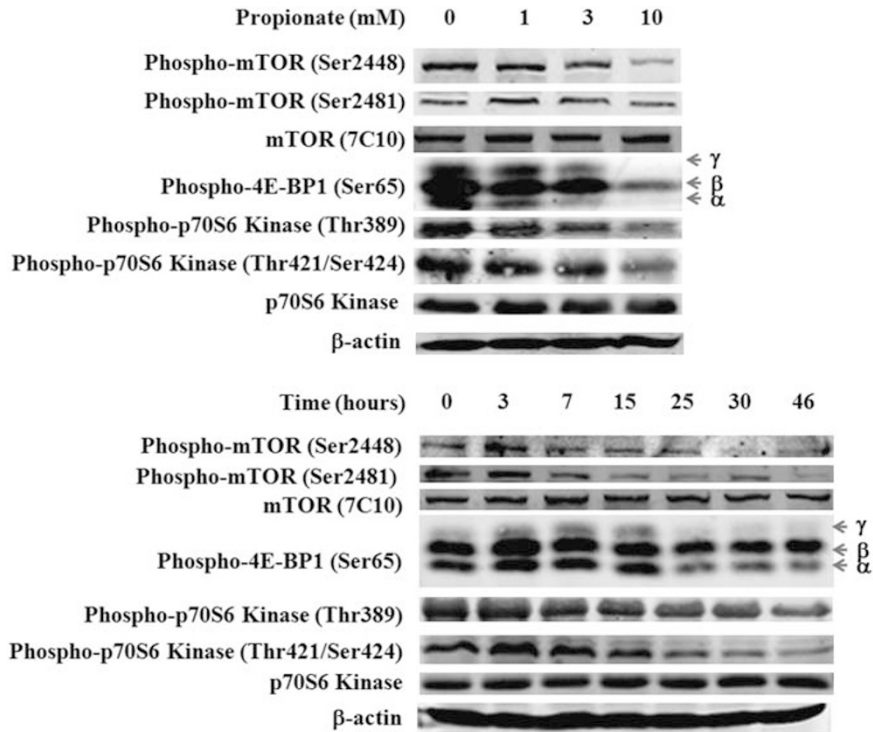 Propionate (mM) 0 1 3 10
Phospho-mTOR (Ser2448)
Phospho-mTOR (Ser2481)
mTOR (7C10)
γ
Phospho-4E-BP1 (Ser65) β
α
Phospho-p70S6 Kinase (Thr389)
Phospho-p70S6 Kinase (Thr421/Ser424)
p70S6 Kinase
β-actin
Time (hours) 0 3 7 15 25 30 46
Phospho-mTOR (Ser2448)
Phospho-mTOR (Ser2481)
mTOR (7C10)
γ
Phospho-4E-BP1 (Ser65) β
α
Phospho-p70S6 Kinase (Thr389)
Phospho-p70S6 Kinase (Thr421/Ser424)
p70S6 Kinase
β-actin